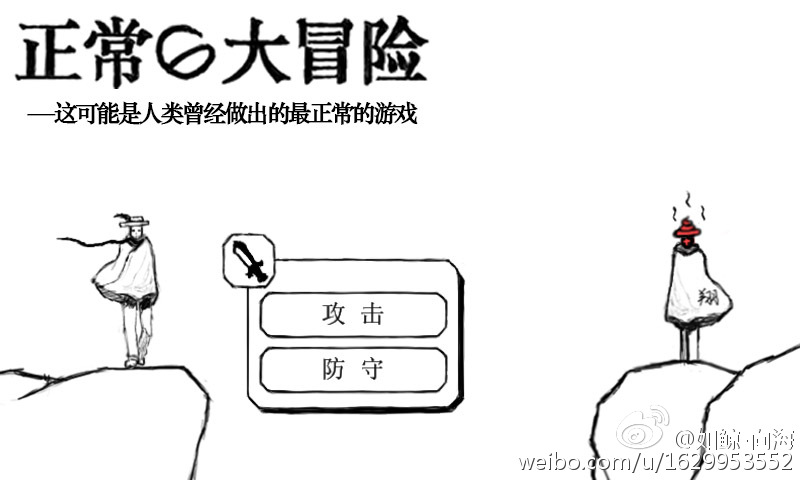 正常の大冒险
—这可能是人类曾经做出的最正常的游戏
攻击
防守
翔
@如鲸向海
weibo.com/u/1629953552